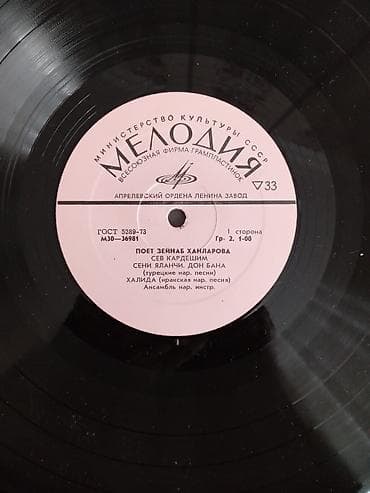 МИНИСТЕРСТВО КУЛЬТУРЫ СССР
МЕЛОДИЯ
ВСЕСОЮЗНАЯ ФИРМА ГРАМПЛАСТИНОК
АПРЕЛЕВСКИЙ ОРДЕНА ЛЕНИНА ЗАВОД
33
ГОСТ 5289-73
М30—36981
1 сторона
Гр. 2. 1-00
ПОЕТ ЗЕЙНАБ ХАНЛАРОВА
СЕВ КАРДЕШИМ
СЕНИ ЯЛАНЧИ, ДОН БАНА
(турецкие нар. песни)
ХАЛИДА (иракская нар. песня)
Ансамбль нар. инстр.